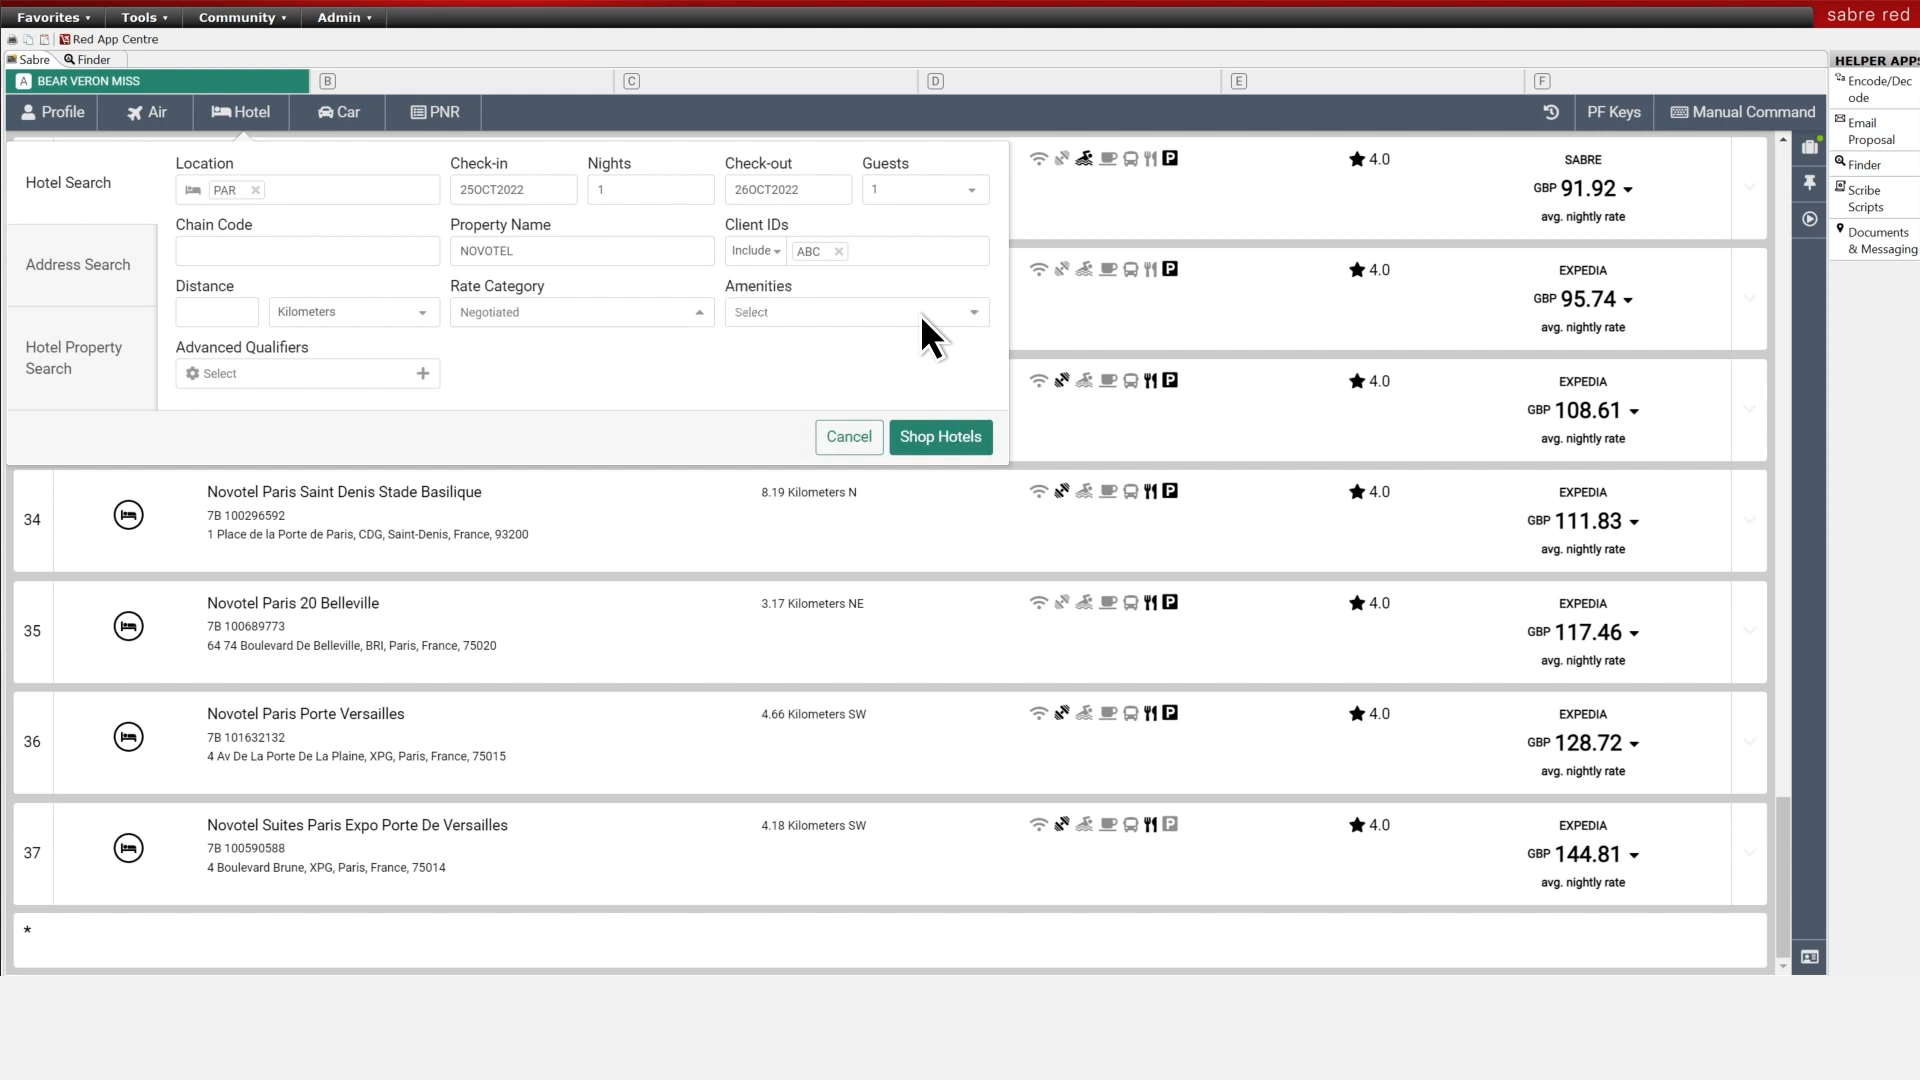 Favorites
Tools
Community
Admin
sabre red
Red App Centre
Sabre
Finder
HELPER APPS
A BEAR VERON MISS
B
C
D
E
F
Encode/Dec
ode
Email
Proposal
Finder
Scribe
Scripts
Documents
& Messaging
Profile
Air
Hotel
Car
PNR
PF Keys
Manual Command
Hotel Search
Address Search
Hotel Property
Search
Location
PAR
Check-in
25OCT2022
Nights
1
Check-out
26OCT2022
Guests
1
Chain Code
Property Name
NOVOTEL
Client IDs
Include
ABC
Distance
Kilometers
Rate Category
Negotiated
Amenities
Select
Advanced Qualifiers
Select
Cancel
Shop Hotels
4.0
SABRE
GBP 91.92
avg. nightly rate
4.0
EXPEDIA
GBP 95.74
avg. nightly rate
4.0
EXPEDIA
GBP 108.61
avg. nightly rate
34
Novotel Paris Saint Denis Stade Basilique
7B 100296592
1 Place de la Porte de Paris, CDG, Saint-Denis, France, 93200
8.19 Kilometers N
P
4.0
EXPEDIA
GBP 111.83
avg. nightly rate
35
Novotel Paris 20 Belleville
7B 100689773
64 74 Boulevard De Belleville, BRI, Paris, France, 75020
3.17 Kilometers NE
P
4.0
EXPEDIA
GBP 117.46
avg. nightly rate
36
Novotel Paris Porte Versailles
7B 101632132
4 Av De La Porte De La Plaine, XPG, Paris, France, 75015
4.66 Kilometers SW
P
4.0
EXPEDIA
GBP 128.72
avg. nightly rate
37
Novotel Suites Paris Expo Porte De Versailles
7B 100590588
4 Boulevard Brune, XPG, Paris, France, 75014
4.18 Kilometers SW
P
4.0
EXPEDIA
GBP 144.81
avg. nightly rate
*